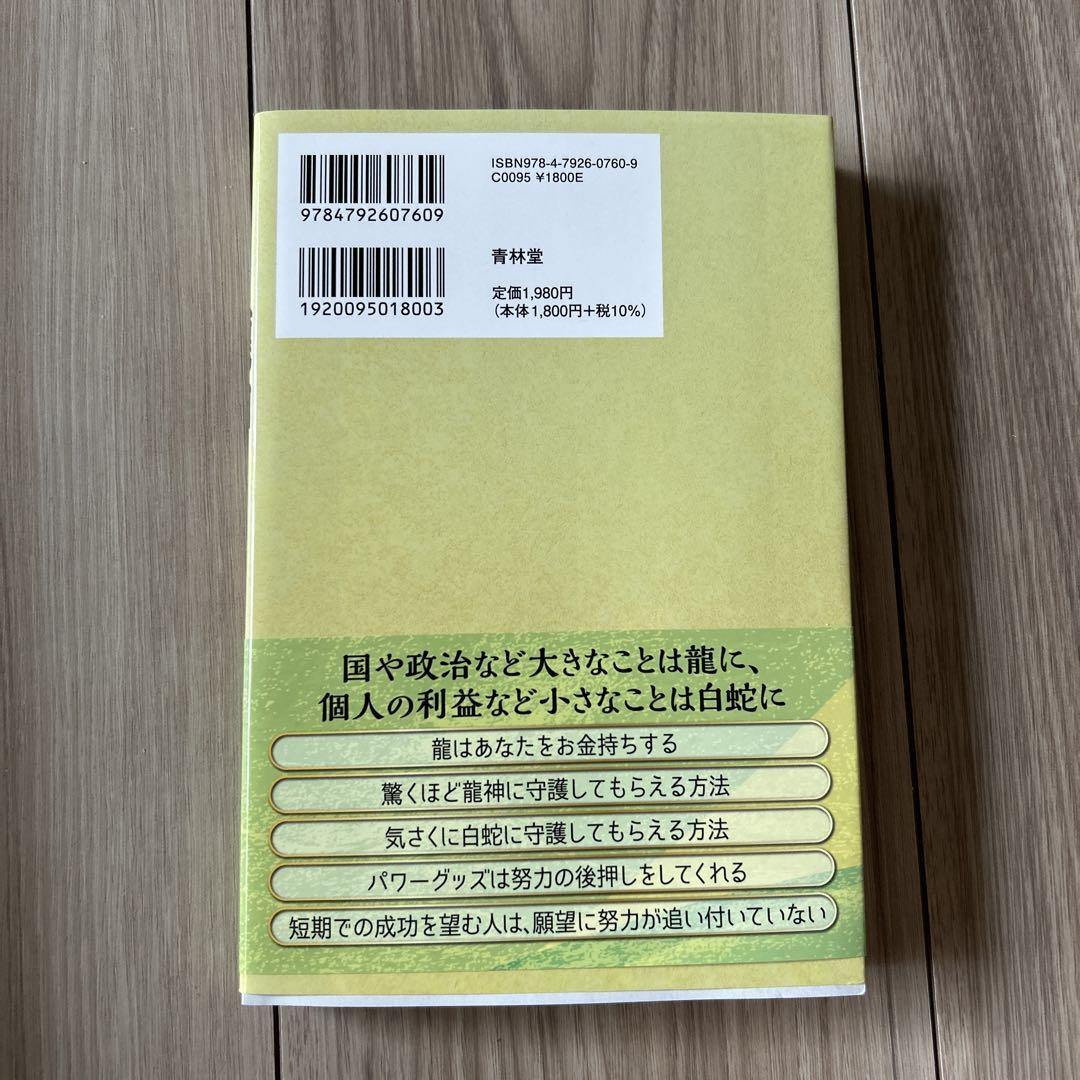 ISBN978-4-7926-0760-9
C0095 ¥1800E
9784792607609
1920095018003
青林堂
定価1,980円
（本体1,800円＋税10%）
国や政治など大きなことは龍に、
個人の利益など小さなことは白蛇に
龍はあなたをお金持ちする
驚くほど龍神に守護してもらえる方法
気さくに白蛇に守護してもらえる方法
パワーグッズは努力の後押しをしてくれる
短期での成功を望む人は、願望に努力が追い付いていない